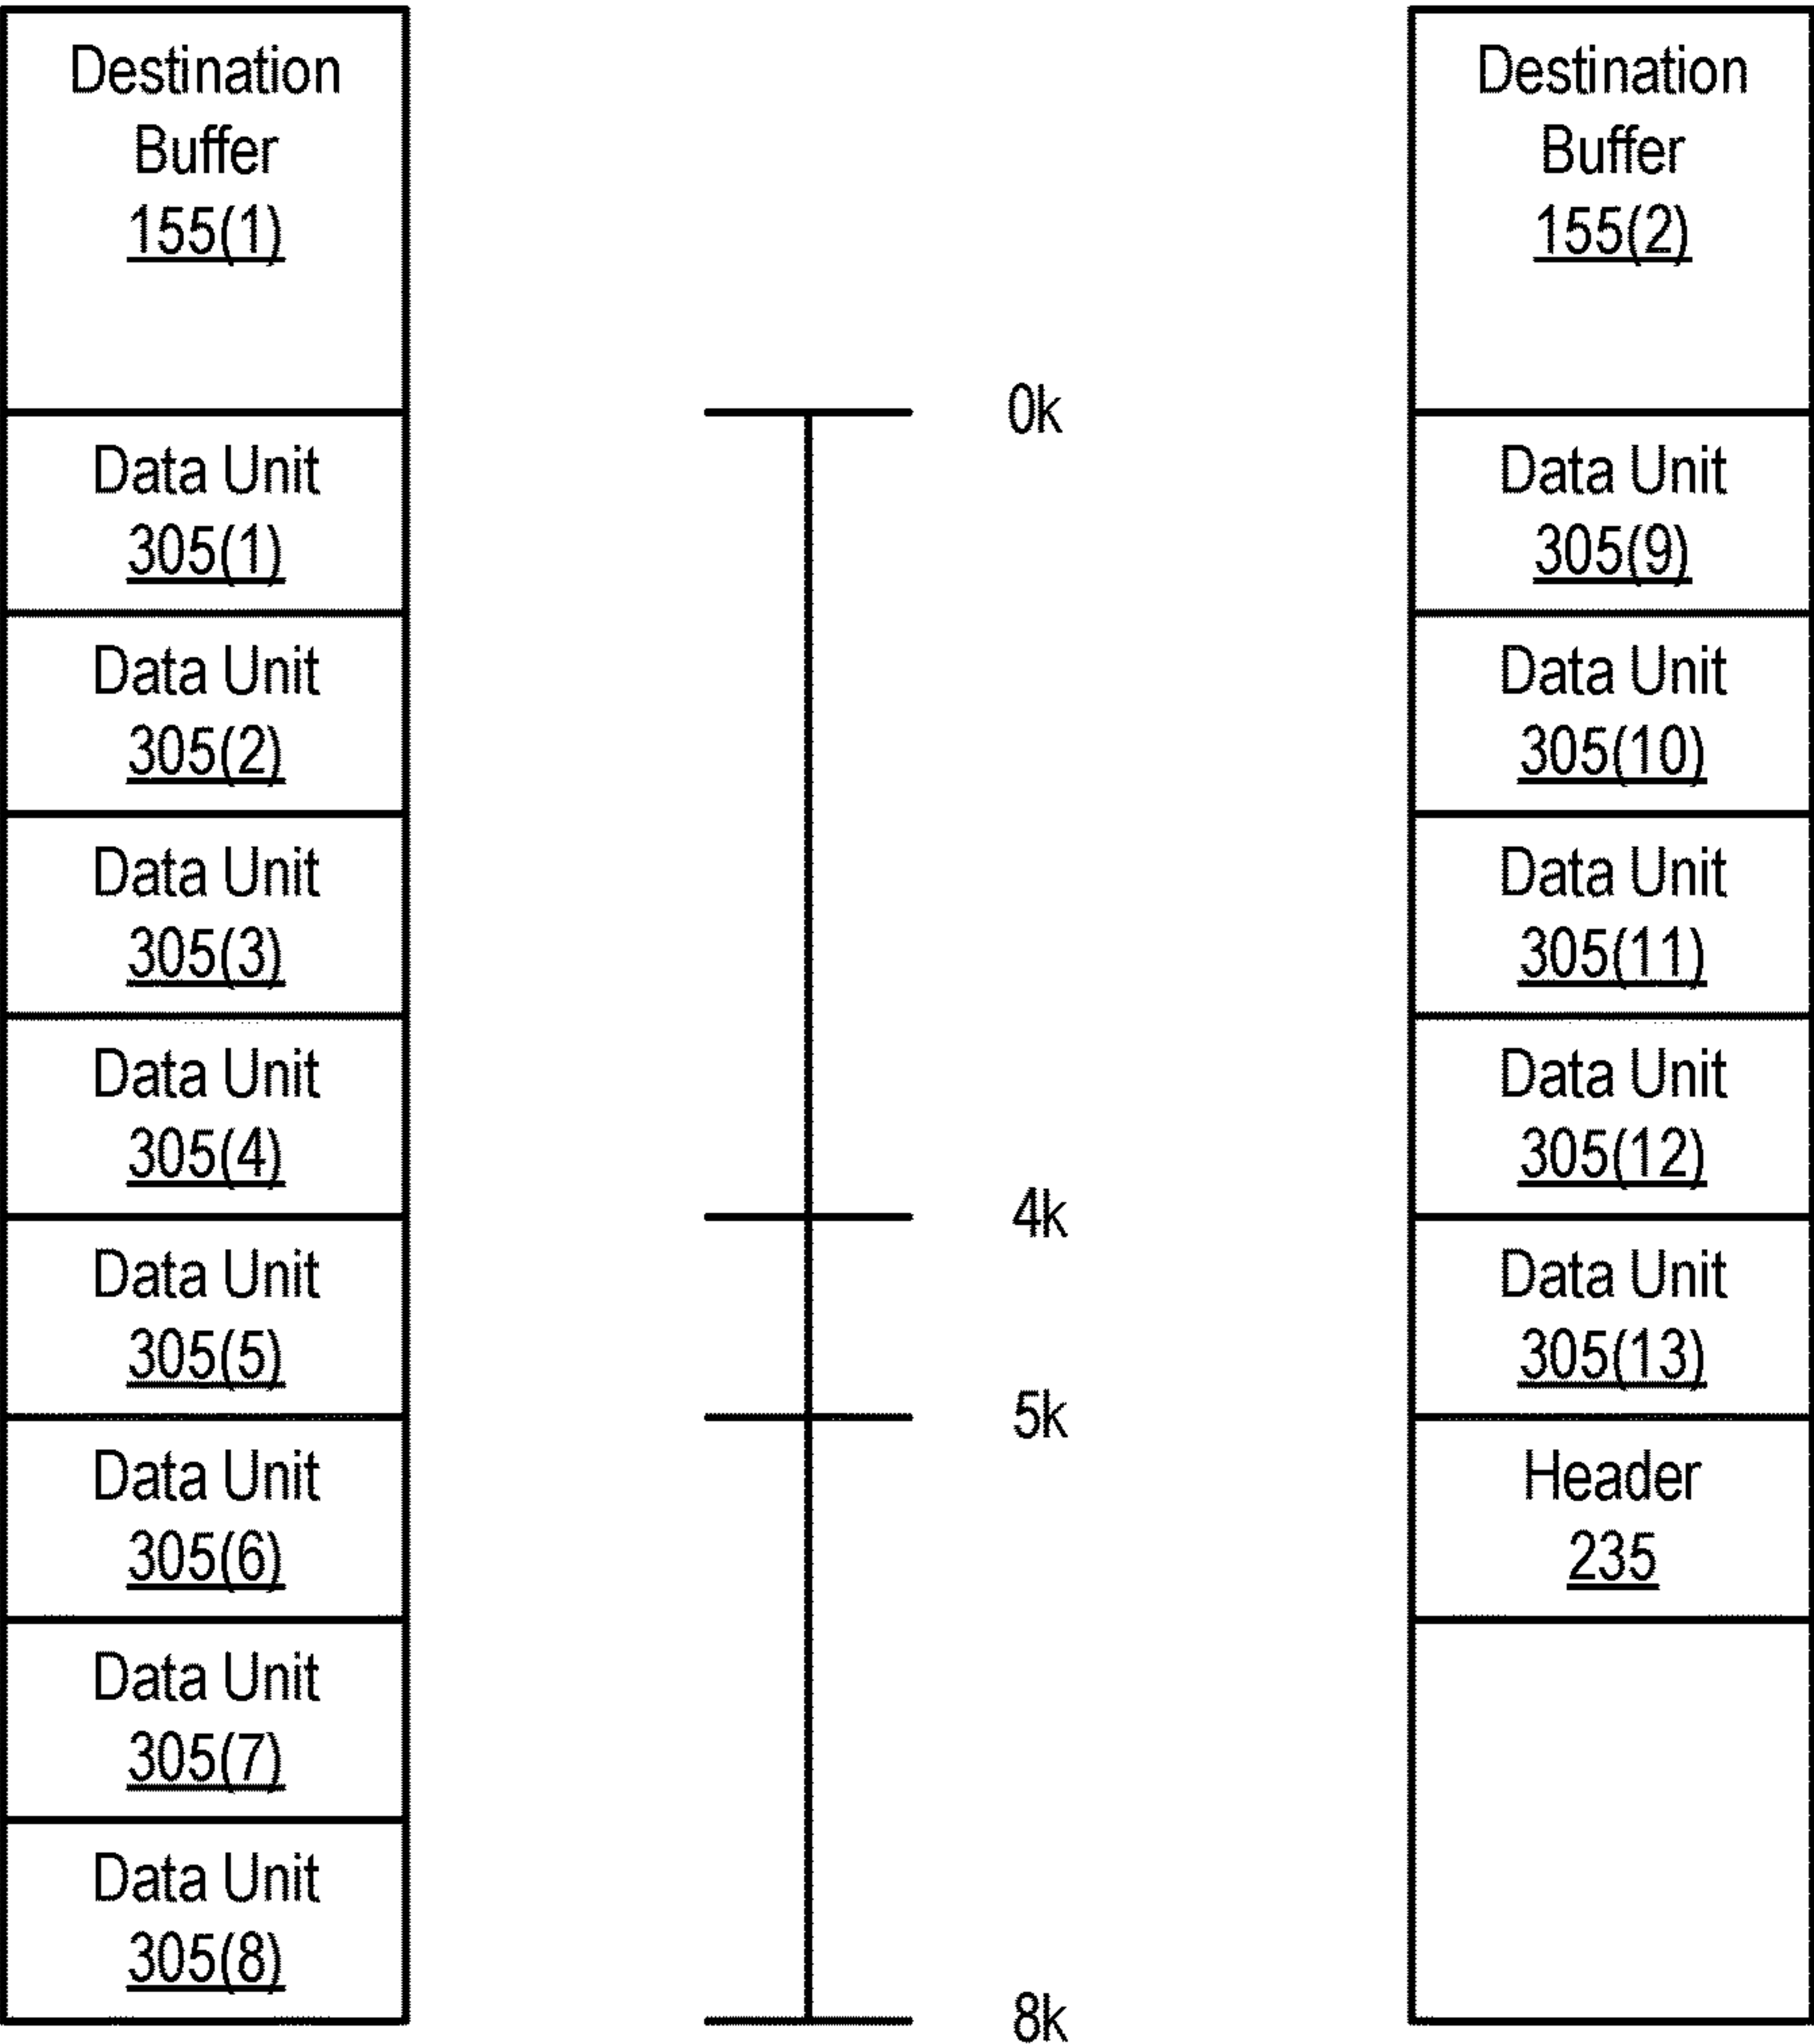 Destination
Buffer
155(1)
Data Unit
305(1)
Data Unit
305(2)
Data Unit
305(3)
Data Unit
305(4)
Data Unit
305(5)
Data Unit
305(6)
Data Unit
305(7)
Data Unit
305(8)
0k
4k
5k
8k
Destination
Buffer
155(2)
Data Unit
305(9)
Data Unit
305(10)
Data Unit
305(11)
Data Unit
305(12)
Data Unit
305(13)
Header
235